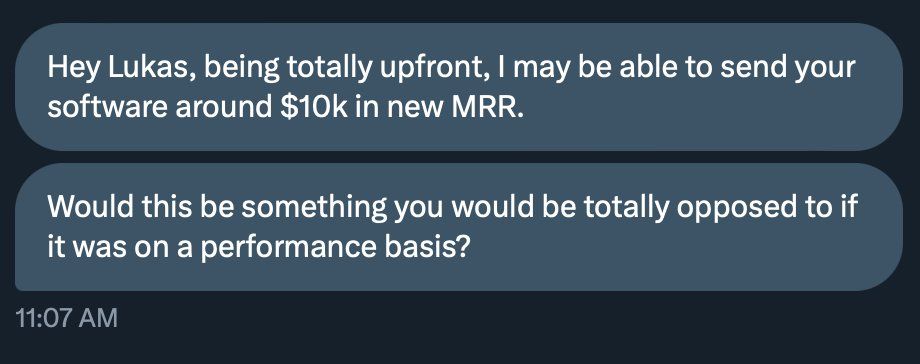 Hey Lukas, being totally upfront, I may be able to send your
software around $10k in new MRR.
Would this be something you would be totally opposed to if
it was on a performance basis?
11:07 AM